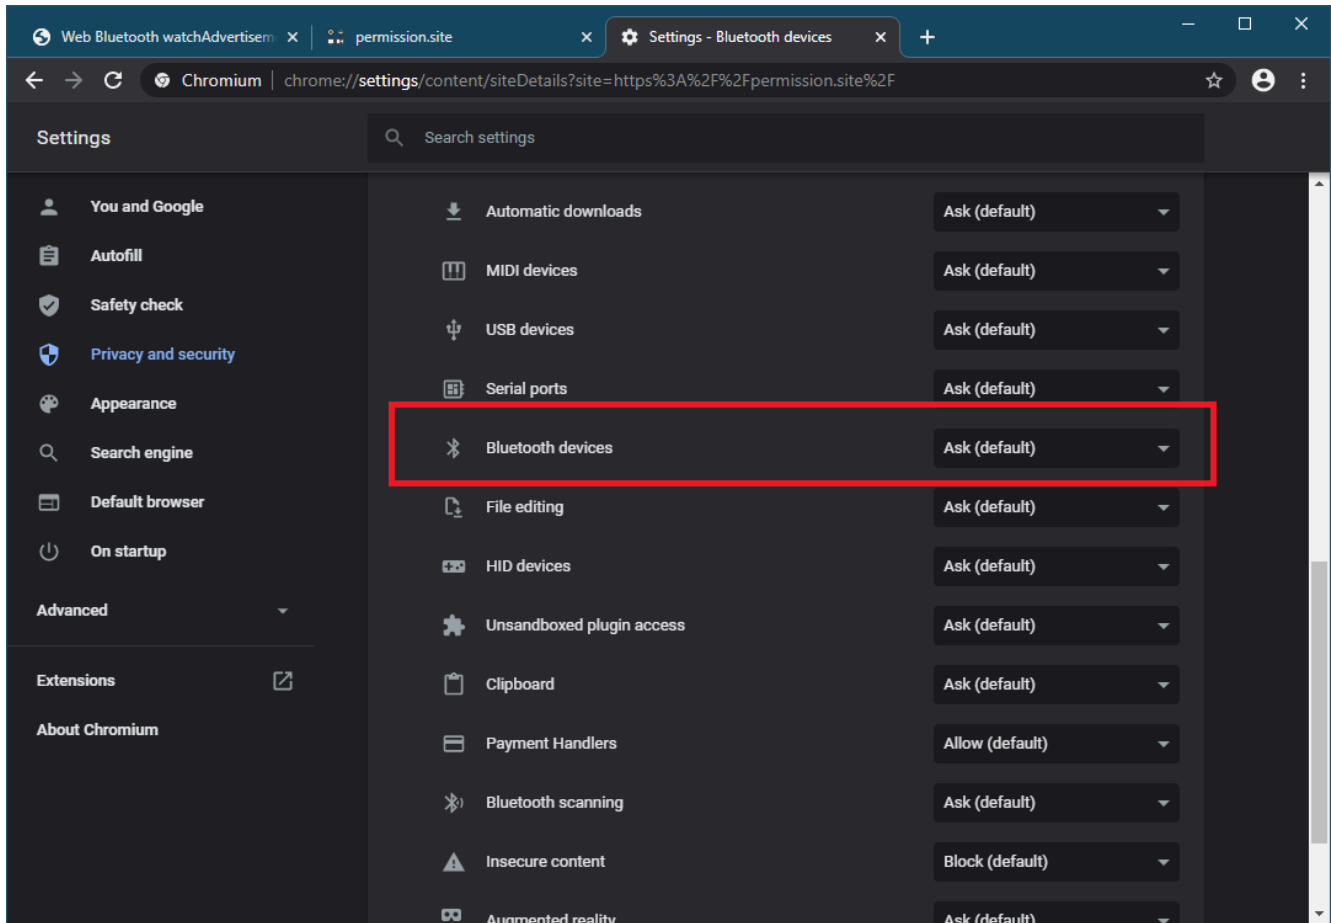 Web Bluetooth watchAdvertisem
permission.site
Settings - Bluetooth devices
Chromium | chrome://settings/content/siteDetails?site=https%3A%2F%2Fpermission.site%2F
Settings
Search settings
You and Google
Autofill
Safety check
Privacy and security
Appearance
Search engine
Default browser
On startup
Advanced
Extensions
About Chromium
Automatic downloads Ask (default)
MIDI devices Ask (default)
USB devices Ask (default)
Serial ports Ask (default)
Bluetooth devices Ask (default)
File editing Ask (default)
HID devices Ask (default)
Unsandboxed plugin access Ask (default)
Clipboard Ask (default)
Payment Handlers Allow (default)
Bluetooth scanning Ask (default)
Insecure content Block (default)
Augmented reality Ask (default)